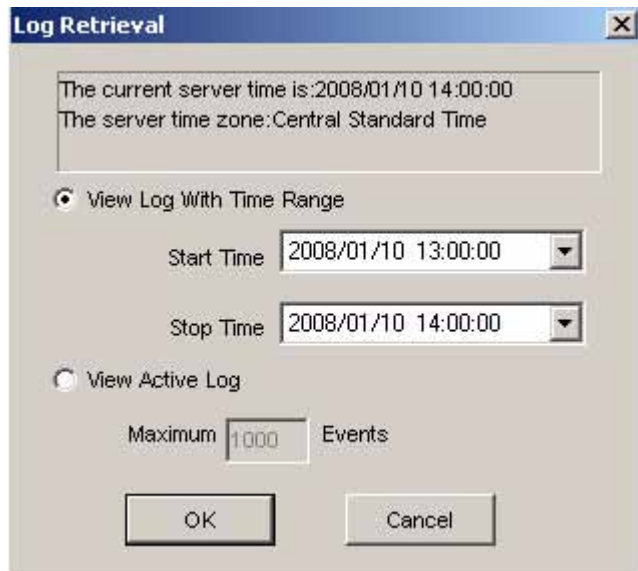 Log Retrieval
The current server time is:2008/01/10 14:00:00
The server time zone:Central Standard Time
View Log With Time Range
Start Time 2008/01/10 13:00:00
Stop Time 2008/01/10 14:00:00
View Active Log
Maximum 1000 Events
OK Cancel